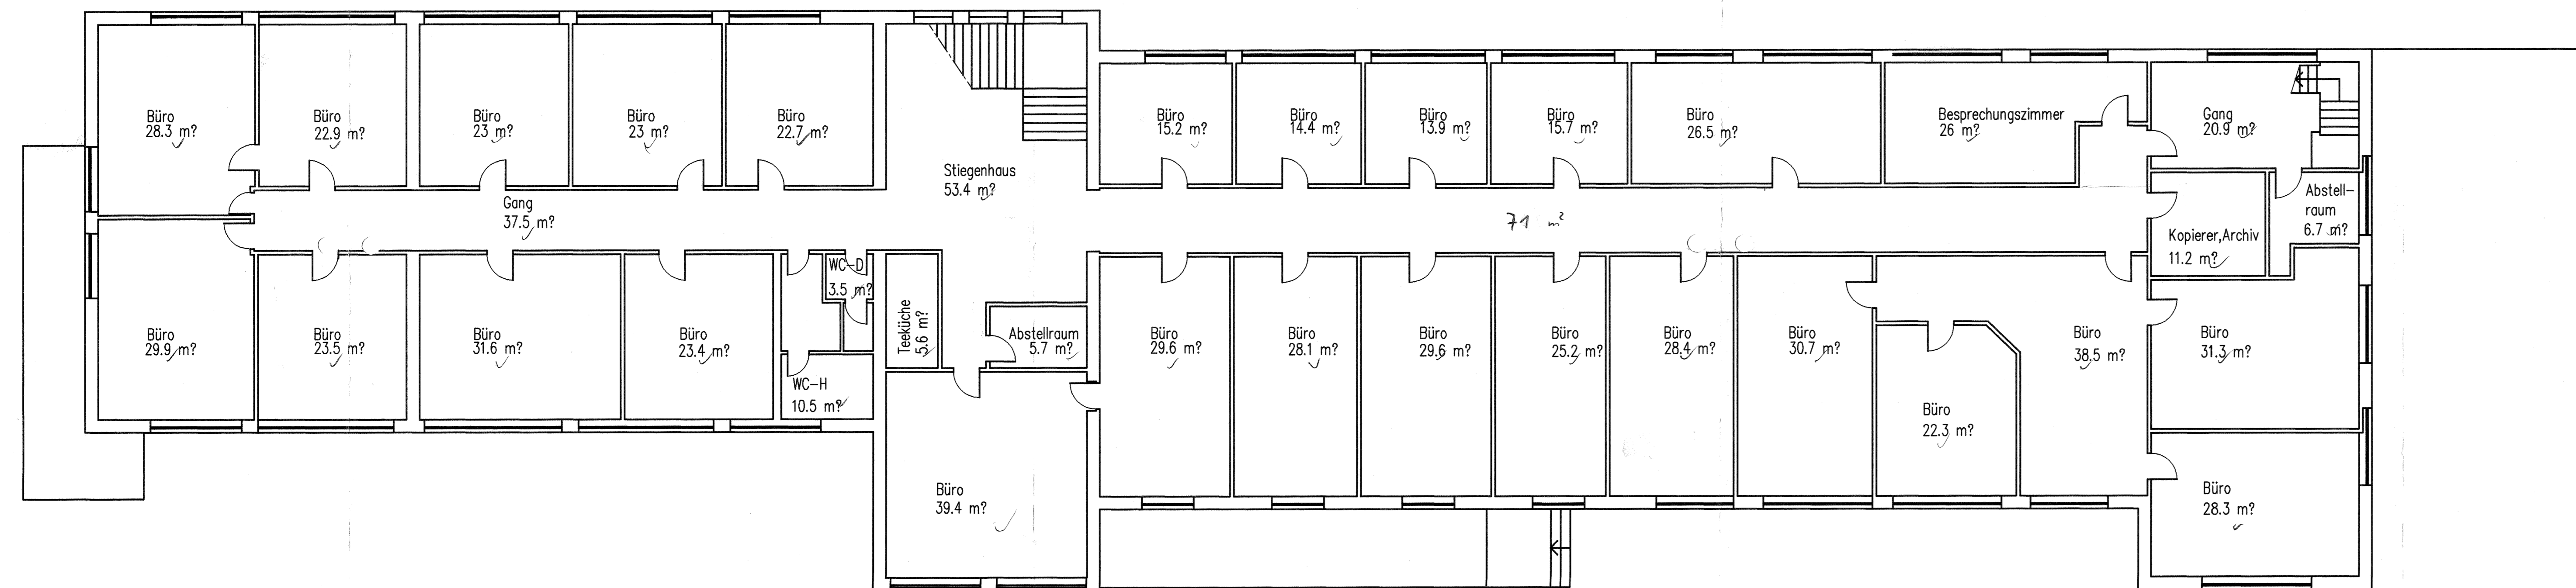 Büro
28.3 m?
Büro
22.9 m?
Büro
23 m?
Büro
23 m?
Büro
22.7 m?
Stiegenhaus
53.4 m?
Büro
15.2 m?
Büro
14.4 m?
Büro
13.9 m?
Büro
15.7 m?
Büro
26.5 m?
Besprechungszimmer
26 m?
Gang
20.9 m?
Gang
37.5 m?
71 m²
Kopierer,Archiv
11.2 m?
Abstell-
raum
6.7 m?
Büro
29.9 m?
Büro
23.5 m?
Büro
31.6 m?
Büro
23.4 m?
WC-D
3.5 m?
WC-H
10.5 m?
Teeküche
5.6 m?
Abstellraum
5.7 m?
Büro
39.4 m?
Büro
29.6 m?
Büro
28.1 m?
Büro
29.6 m?
Büro
25.2 m?
Büro
28.4 m?
Büro
30.7 m?
Büro
22.3 m?
Büro
38.5 m?
Büro
31.3 m?
Büro
28.3 m?